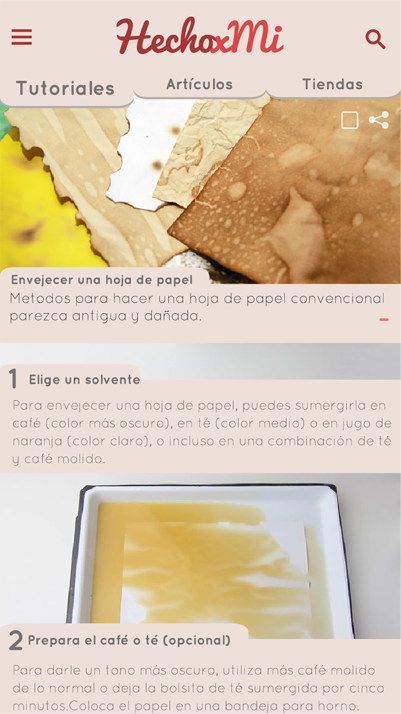 HechoxMi
Tutoriales
Artículos
Tiendas
Envejecer una hoja de papel
Metodos para hacer una hoja de papel convencional
parezca antigua y dañada.
1 Elige un solvente
Para envejecer una hoja de papel, puedes sumergirla en
café (color más oscuro), en té (color medio) o en jugo de
naranja (color claro), o incluso en una combinación de té
y café molido.
2 Prepara el café o té (opcional)
Para darle un tono más oscuro, utiliza más café molido
de lo normal o deja la bolsita de té sumergida por cinco
minutos.Coloca el papel en una bandeja para horno.